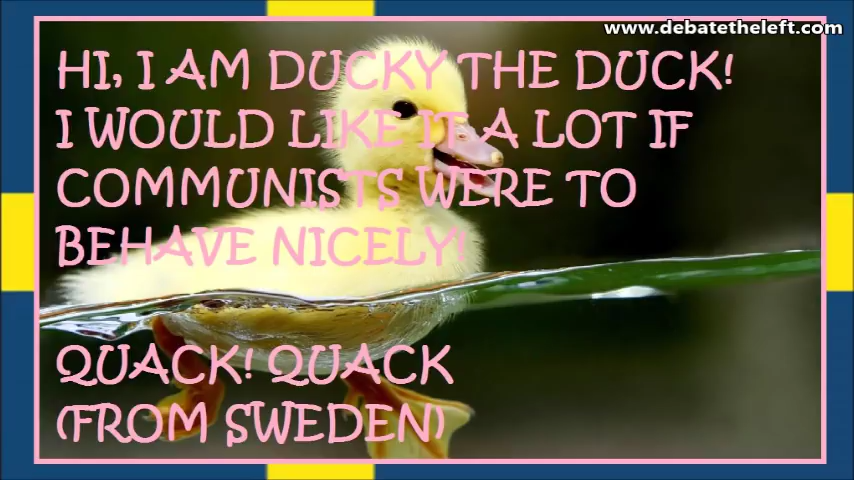 www.debatetheleft.com
HI, I AM DUCKY THE DUCK!
I WOULD LIKE IT A LOT IF
COMMUNISTS WERE TO
BEHAVE NICELY!
QUACK! QUACK
(FROM SWEDEN)